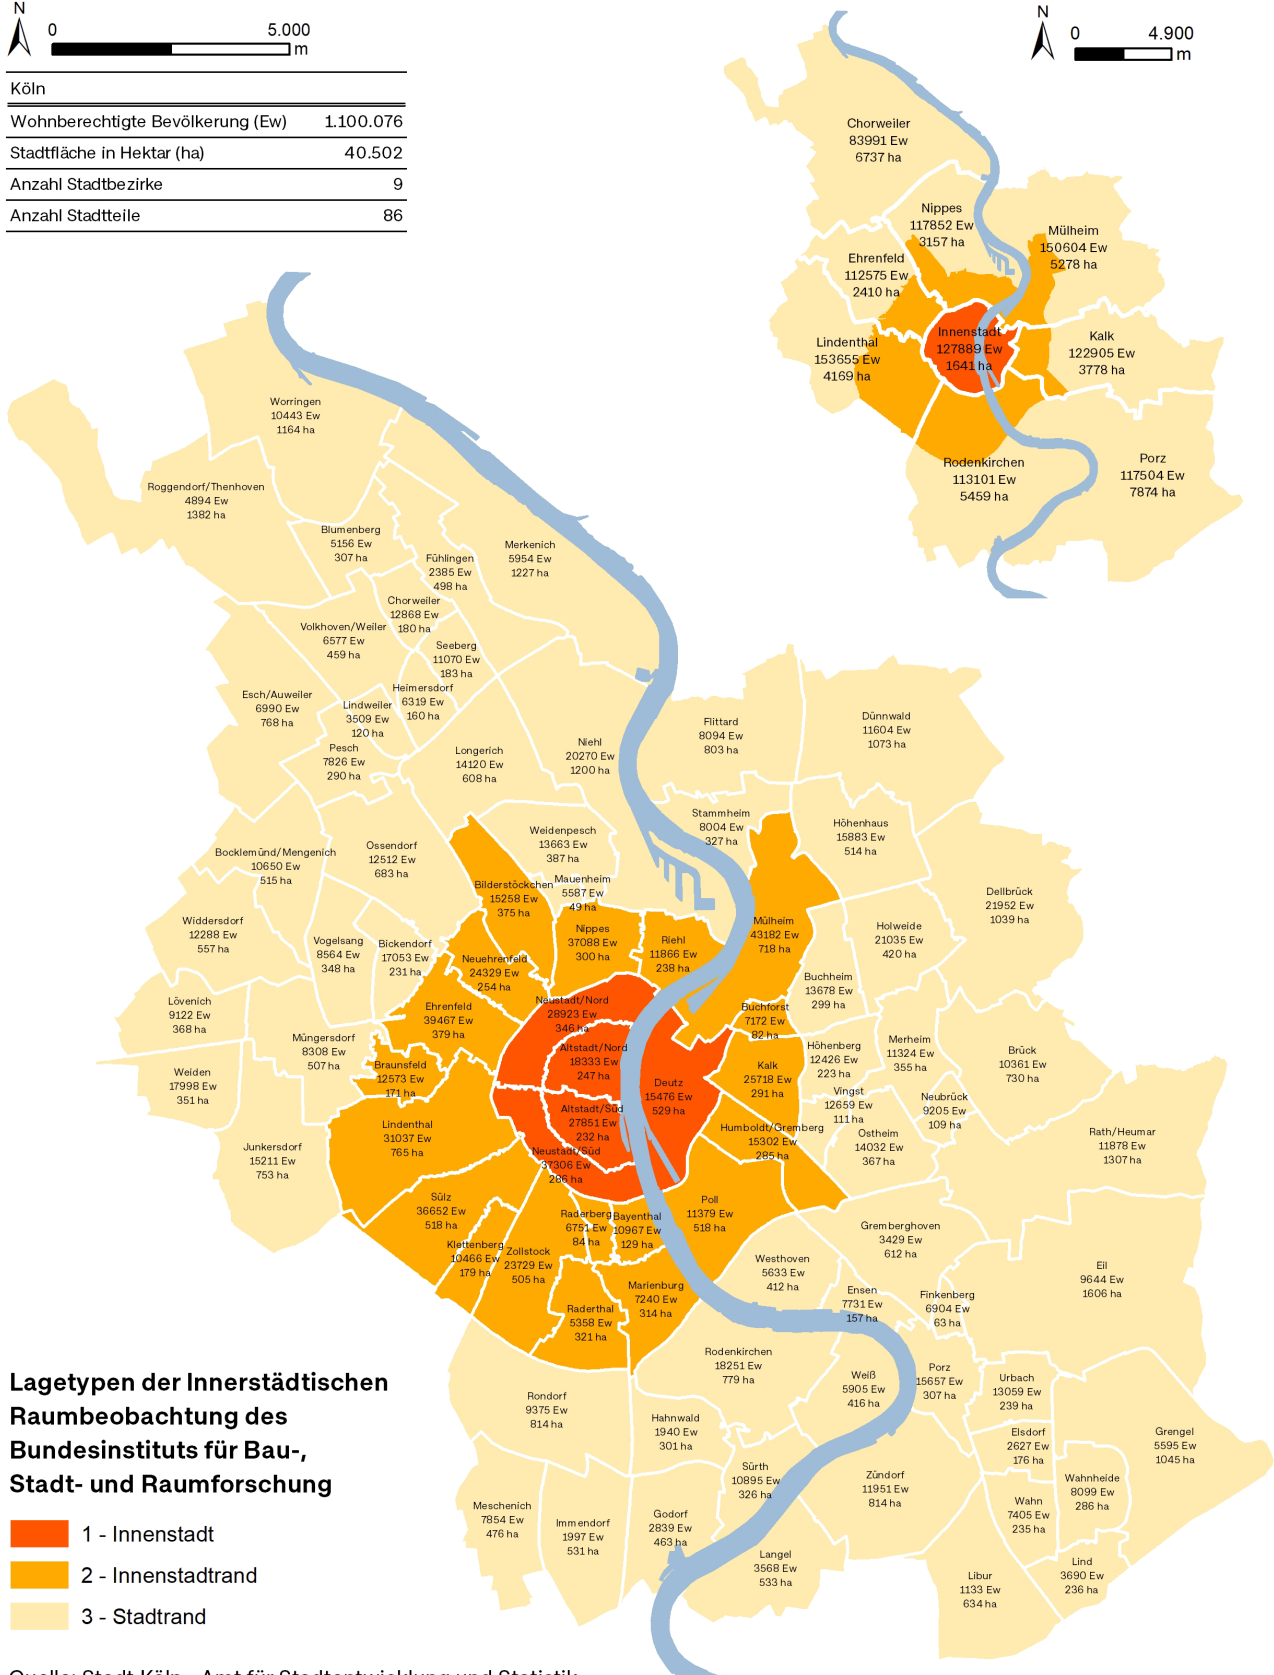 N
0 5.000
m
Köln
Wohnberechtigte Bevölkerung (Ew) 1.100.076
Stadtfläche in Hektar (ha) 40.502
Anzahl Stadtbezirke 9
Anzahl Stadtteile 86
N
0 4.900
m
Chorweiler
83991 Ew
6737 ha
Nippes
117852 Ew
3157 ha
Mülheim
150604 Ew
5278 ha
Ehrenfeld
112575 Ew
2410 ha
Innenstadt
127889 Ew
1641 ha
Lindenthal
153655 Ew
4169 ha
Kalk
122905 Ew
3778 ha
Rodenkirchen
113101 Ew
5459 ha
Porz
117504 Ew
7874 ha
Worringen
10443 Ew
1164 ha
Roggendorf/Thenhoven
4894 Ew
1382 ha
Blumenberg
5156 Ew
307 ha
Fühlingen
2385 Ew
498 ha
Merkenich
5954 Ew
1227 ha
Chorweiler
12868 Ew
180 ha
Volkhoven/Weiler
6577 Ew
459 ha
Seeberg
11070 Ew
183 ha
Heimersdorf
6319 Ew
160 ha
Esch/Auweiler
6990 Ew
768 ha
Lindweiler
3509 Ew
120 ha
Pesch
7826 Ew
290 ha
Longerich
14120 Ew
608 ha
Niehl
20270 Ew
1200 ha
Flittard
8094 Ew
803 ha
Dünnwald
11604 Ew
1073 ha
Stammheim
8004 Ew
327 ha
Höhenhaus
15883 Ew
514 ha
Weidenpesch
13663 Ew
387 ha
Bocklemünd/Mengenich
10650 Ew
515 ha
Ossendorf
12512 Ew
683 ha
Mauenheim
5587 Ew
49 ha
Bilderstöckchen
15258 Ew
375 ha
Dellbrück
21952 Ew
1039 ha
Widdersdorf
12288 Ew
557 ha
Vogelsang
8564 Ew
348 ha
Bickendorf
17053 Ew
231 ha
Nippes
37088 Ew
300 ha
Riehl
11866 Ew
238 ha
Mülheim
43182 Ew
718 ha
Holweide
21035 Ew
420 ha
Neuehrenfeld
24329 Ew
254 ha
Buchheim
13678 Ew
299 ha
Lövenich
9122 Ew
368 ha
Ehrenfeld
39467 Ew
379 ha
Neustadt/Nord
28923 Ew
346 ha
Buchforst
7172 Ew
82 ha
Müngersdorf
8308 Ew
507 ha
Altstadt/Nord
18333 Ew
247 ha
Höhenberg
12426 Ew
223 ha
Merheim
11324 Ew
355 ha
Brück
10361 Ew
730 ha
Weiden
17998 Ew
351 ha
Braunsfeld
12573 Ew
171 ha
Deutz
15476 Ew
529 ha
Kalk
25718 Ew
291 ha
Vingst
12659 Ew
111 ha
Neubrück
9205 Ew
109 ha
Lindenthal
31037 Ew
765 ha
Altstadt/Süd
27851 Ew
232 ha
Humboldt/Gremberg
15302 Ew
285 ha
Ostheim
14032 Ew
367 ha
Rath/Heumar
11878 Ew
1307 ha
Junkersdorf
15211 Ew
753 ha
Neustadt/Süd
37306 Ew
286 ha
Sülz
36652 Ew
518 ha
Raderberg
6751 Ew
84 ha
Bayenthal
10967 Ew
129 ha
Poll
11379 Ew
518 ha
Gremberghoven
3429 Ew
612 ha
Klettenberg
10466 Ew
179 ha
Zollstock
23729 Ew
505 ha
Westhoven
5633 Ew
412 ha
Eil
9644 Ew
1606 ha
Marienburg
7240 Ew
314 ha
Ensen
7731 Ew
157 ha
Finkenberg
6904 Ew
63 ha
Raderthal
5358 Ew
321 ha
Rodenkirchen
18251 Ew
779 ha
Weiß
5905 Ew
416 ha
Porz
15657 Ew
307 ha
Urbach
13059 Ew
239 ha
Rondorf
9375 Ew
814 ha
Hahnwald
1940 Ew
301 ha
Elsdorf
2627 Ew
176 ha
Grengel
5595 Ew
1045 ha
Sürth
10895 Ew
326 ha
Zündorf
11951 Ew
814 ha
Wahnheide
8099 Ew
286 ha
Meschenich
7854 Ew
476 ha
Immendorf
1997 Ew
531 ha
Godorf
2839 Ew
463 ha
Wahn
7405 Ew
235 ha
Langel
3568 Ew
533 ha
Libur
1133 Ew
634 ha
Lind
3690 Ew
236 ha
Lagetypen der Innerstädtischen
Raumbeobachtung des
Bundesinstituts für Bau-,
Stadt- und Raumforschung
1 - Innenstadt
2 - Innenstadtrand
3 - Stadtrand
Quelle: Stadt Köln - Amt für Stadtentwicklung und Statistik